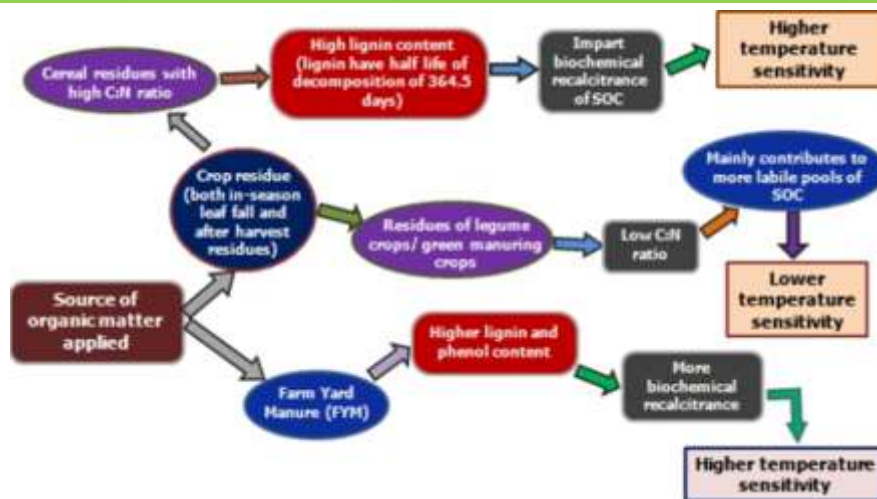 Cereal residues with
high C:N ratio
High lignin content
(lignin have half life of
decomposition of 364.5
days)
Impart
biochemical
recalcitrance
of SOC
Higher
temperature
sensitivity
Crop residue
(both in-season
leaf fall and
after harvest
residues)
Residues of legume
crops/ green manuring
crops
Low C:N
ratio
Mainly contributes to
more labile pools of
SOC
Lower
temperature
sensitivity
Source of
organic matter
applied
Farm Yard
Manure (FYM)
Higher lignin and
phenol content
More
biochemical
recalcitrance
Higher temperature
sensitivity